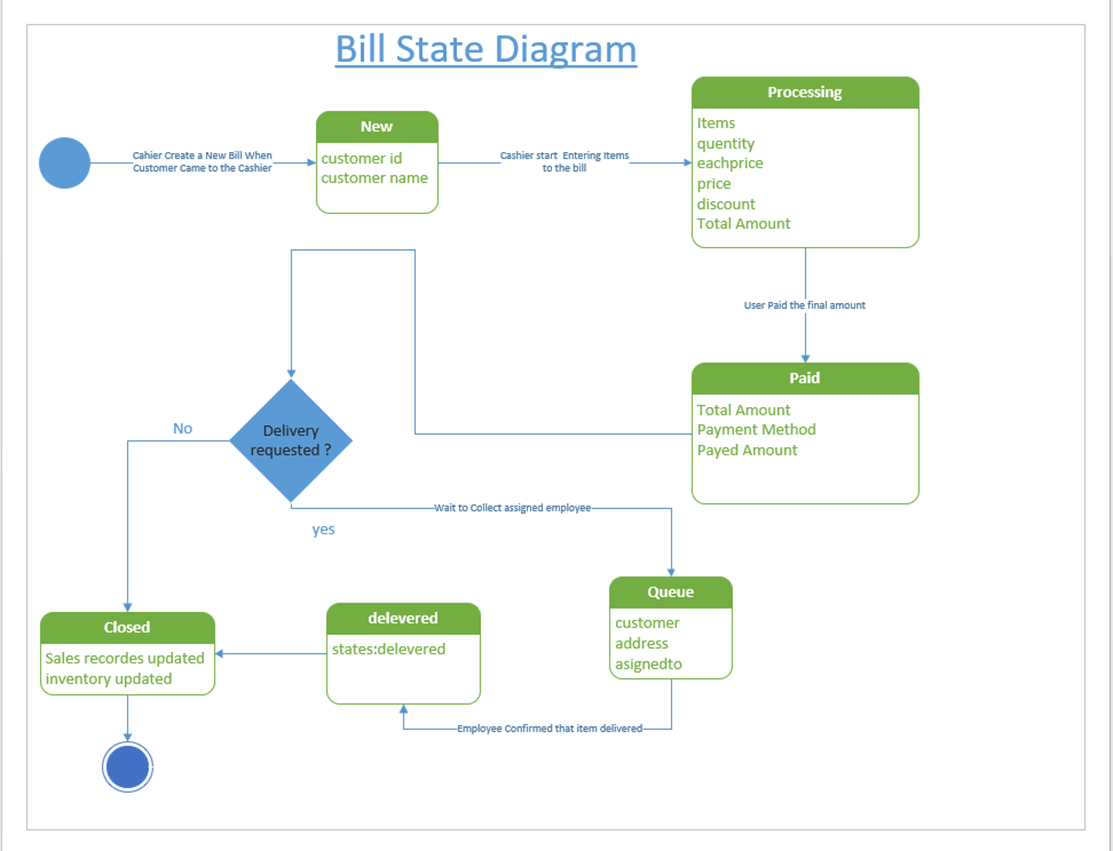 Bill State Diagram
Cahier Create a New Bill When
Customer Came to the Cashier
New
customer id
customer name
Cashier start Entering Items
to the bill
Processing
Items
quentity
eachprice
price
discount
Total Amount
User Paid the final amount
Paid
Total Amount
Payment Method
Payed Amount
Delivery
requested ?
No
yes
Wait to Collect assigned employee
Queue
customer
address
asignedto
Employee Confirmed that item delivered
delevered
states:delevered
Closed
Sales recordes updated
inventory updated